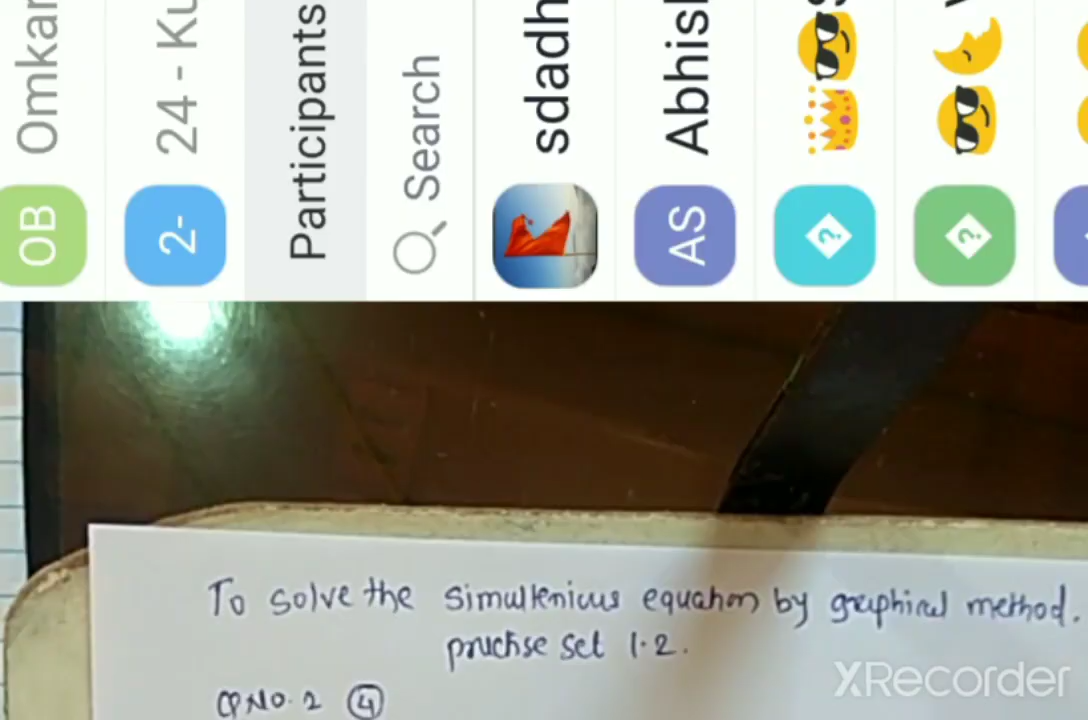 OB Omkar
2- 24 - Ku
Participants
Search
sdadh
AS Abhis
To solve the simultenious equation by graphical method.
practise set 1.2.
Q NO. 2 ④
XRecorder